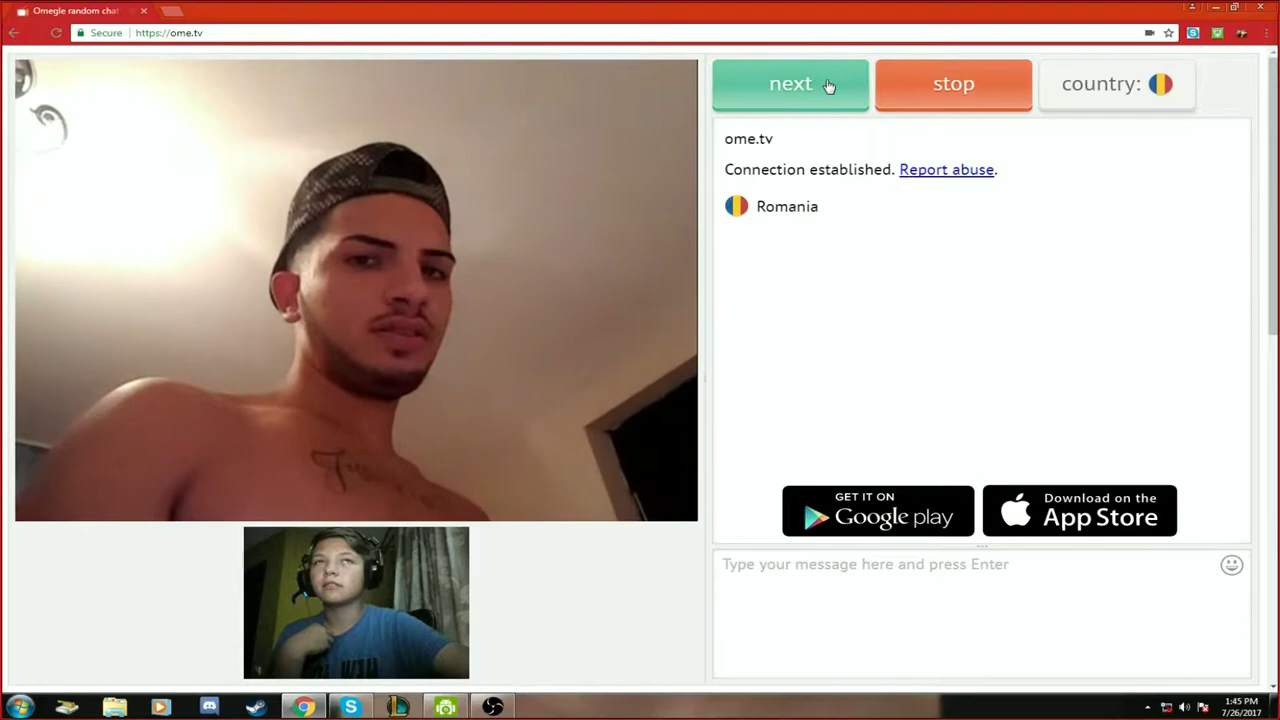 Omegle random chat
Secure
https://ome.tv
next
stop
country:
ome.tv
Connection established. Report abuse.
Romania
GET IT ON
Google play
Download on the
App Store
Type your message here and press Enter
1:45 PM
7/26/2017